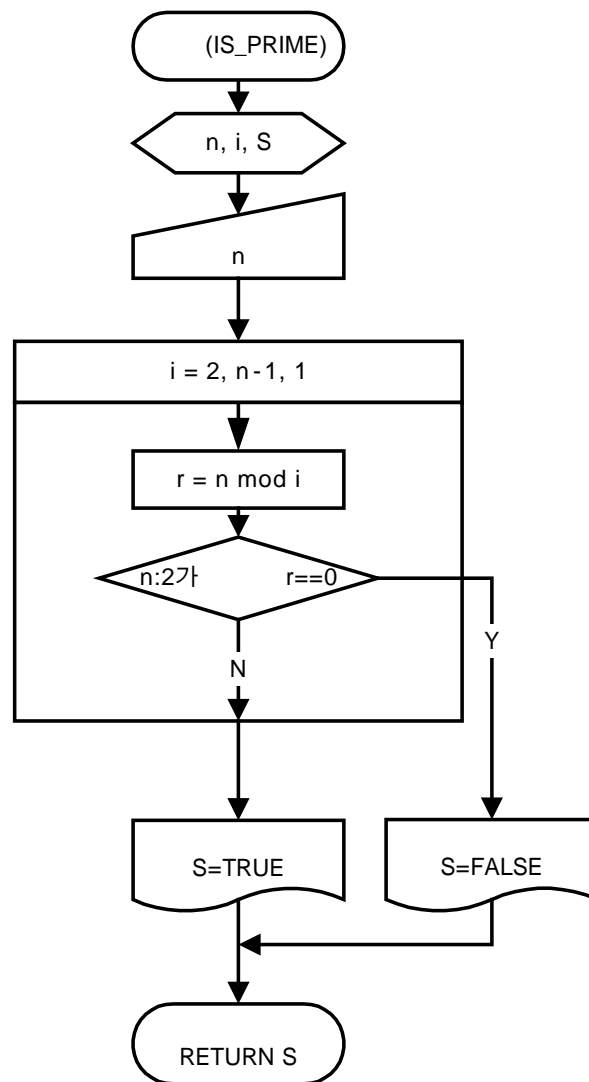 (IS_PRIME)
n, i, S
n
i = 2, n-1, 1
r = n mod i
n:2가 r==0
Y
N
S=TRUE
S=FALSE
RETURN S